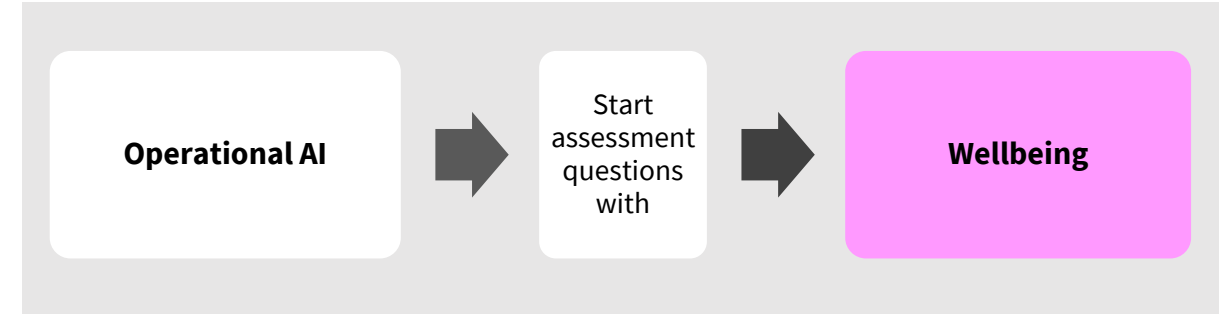 Operational AI
Start
assessment
questions
with
Wellbeing